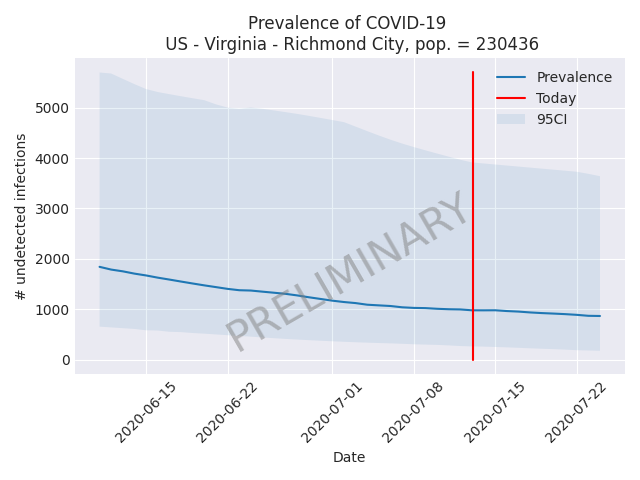 Prevalence of COVID-19
US - Virginia - Richmond City, pop. = 230436
# undetected infections
5000
4000
3000
2000
1000
0
Prevalence
Today
95CI
PRELIMINARY
2020-06-15
2020-06-22
2020-07-01
2020-07-08
2020-07-15
2020-07-22
Date